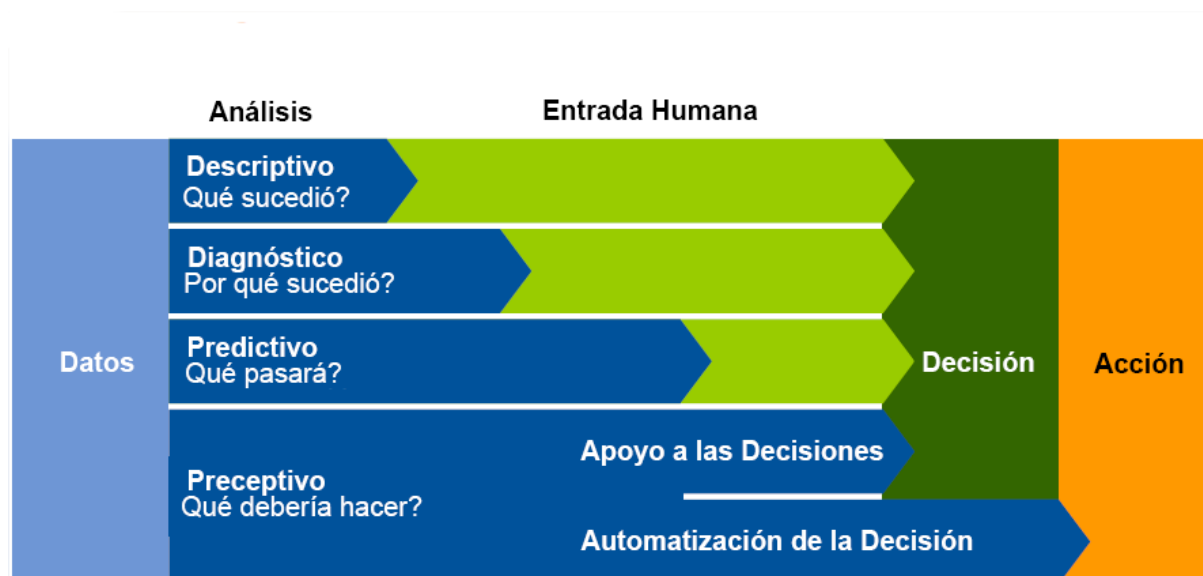 Análisis
Entrada Humana
Descriptivo
Qué sucedió?
Diagnóstico
Por qué sucedió?
Datos
Predictivo
Qué pasará?
Decisión
Acción
Apoyo a las Decisiones
Preceptivo
Qué debería hacer?
Automatización de la Decisión